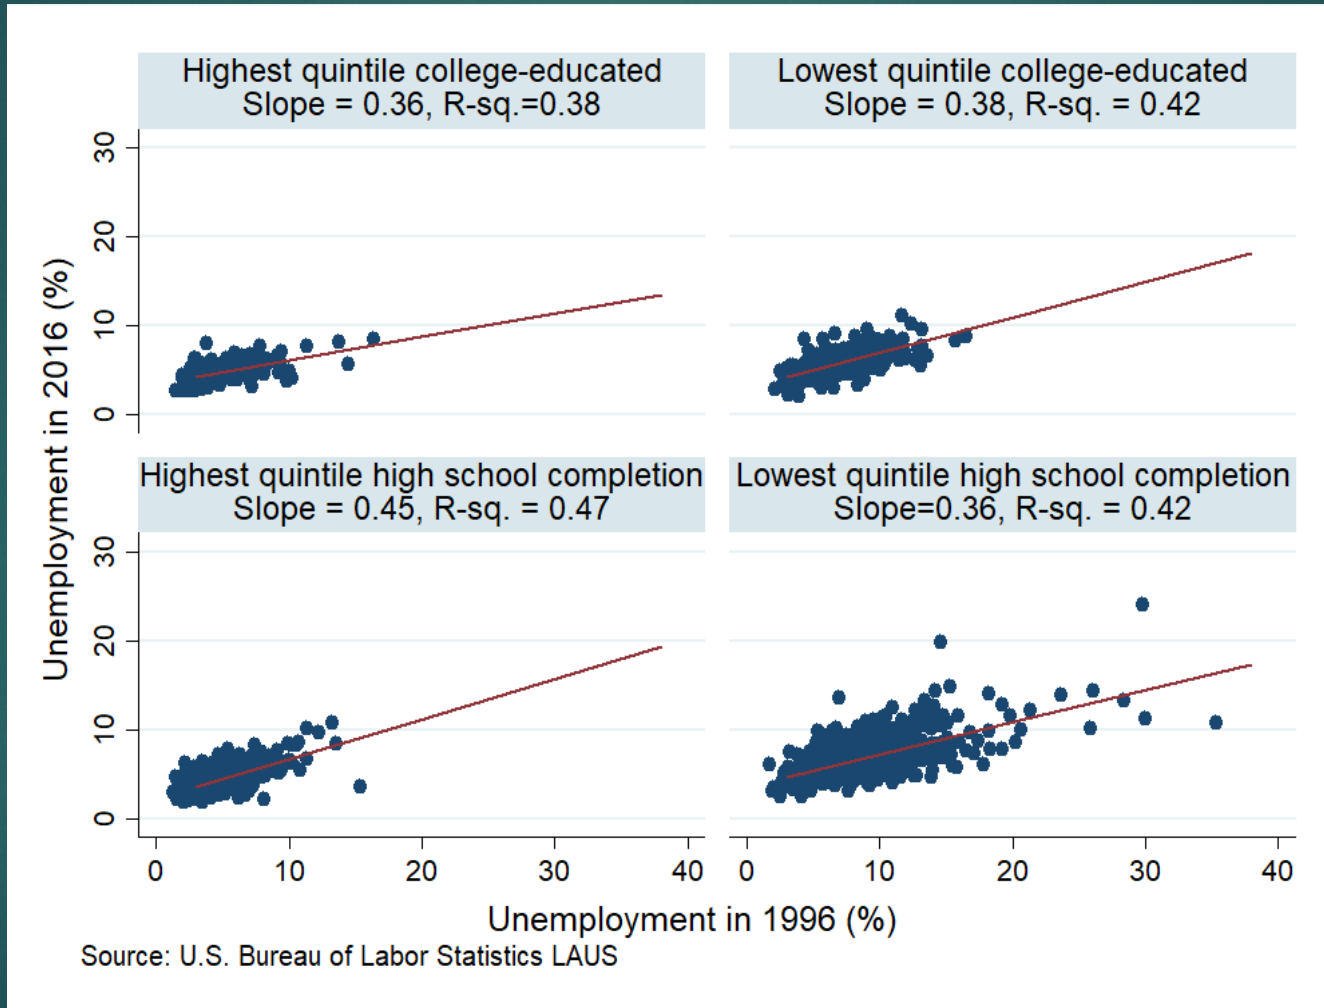 Highest quintile college-educated
Slope = 0.36, R-sq.=0.38
Lowest quintile college-educated
Slope = 0.38, R-sq. = 0.42
30
20
10
0
Highest quintile high school completion
Slope = 0.45, R-sq. = 0.47
Lowest quintile high school completion
Slope=0.36, R-sq. = 0.42
30
20
10
0
Unemployment in 2016 (%)
0 10 20 30 40
0 10 20 30 40
Unemployment in 1996 (%)
Source: U.S. Bureau of Labor Statistics LAUS